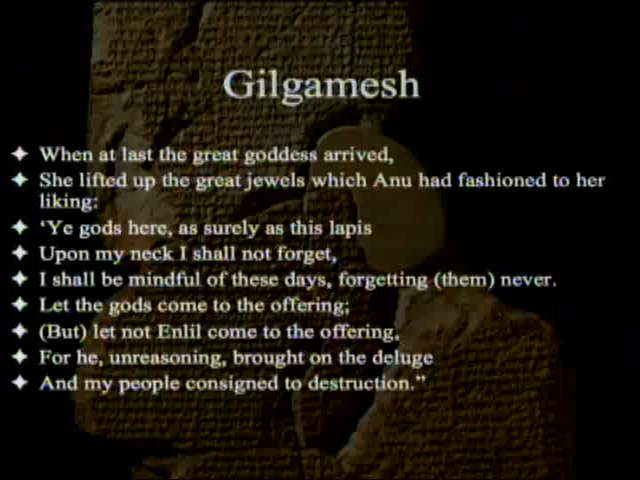 Gilgamesh
When at last the great goddess arrived,
She lifted up the great jewels which Anu had fashioned to her
liking:
‘Ye gods here, as surely as this lapis
Upon my neck I shall not forget,
I shall be mindful of these days, forgetting (them) never.
Let the gods come to the offering;
(But) let not Enlil come to the offering,
For he, unreasoning, brought on the deluge
And my people consigned to destruction.”